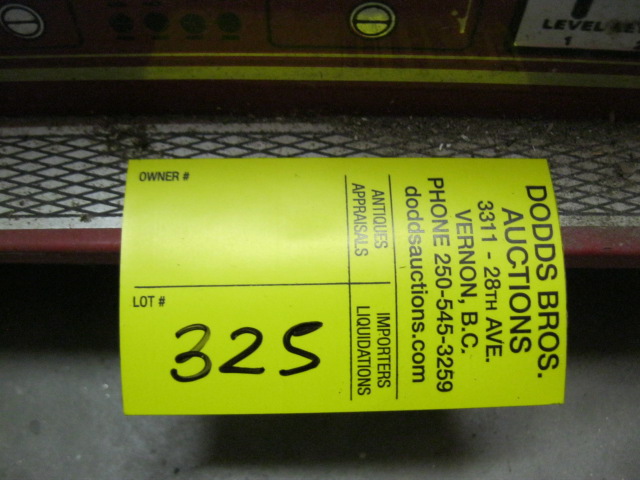 LEVEL
1
OWNER #
LOT #
325
ANTIQUES
APPRAISALS
IMPORTERS
LIQUIDATIONS
DODDS BROS.
AUCTIONS
3311 - 28TH AVE.
VERNON, B.C.
PHONE 250-545-3259
doddsauctions.com